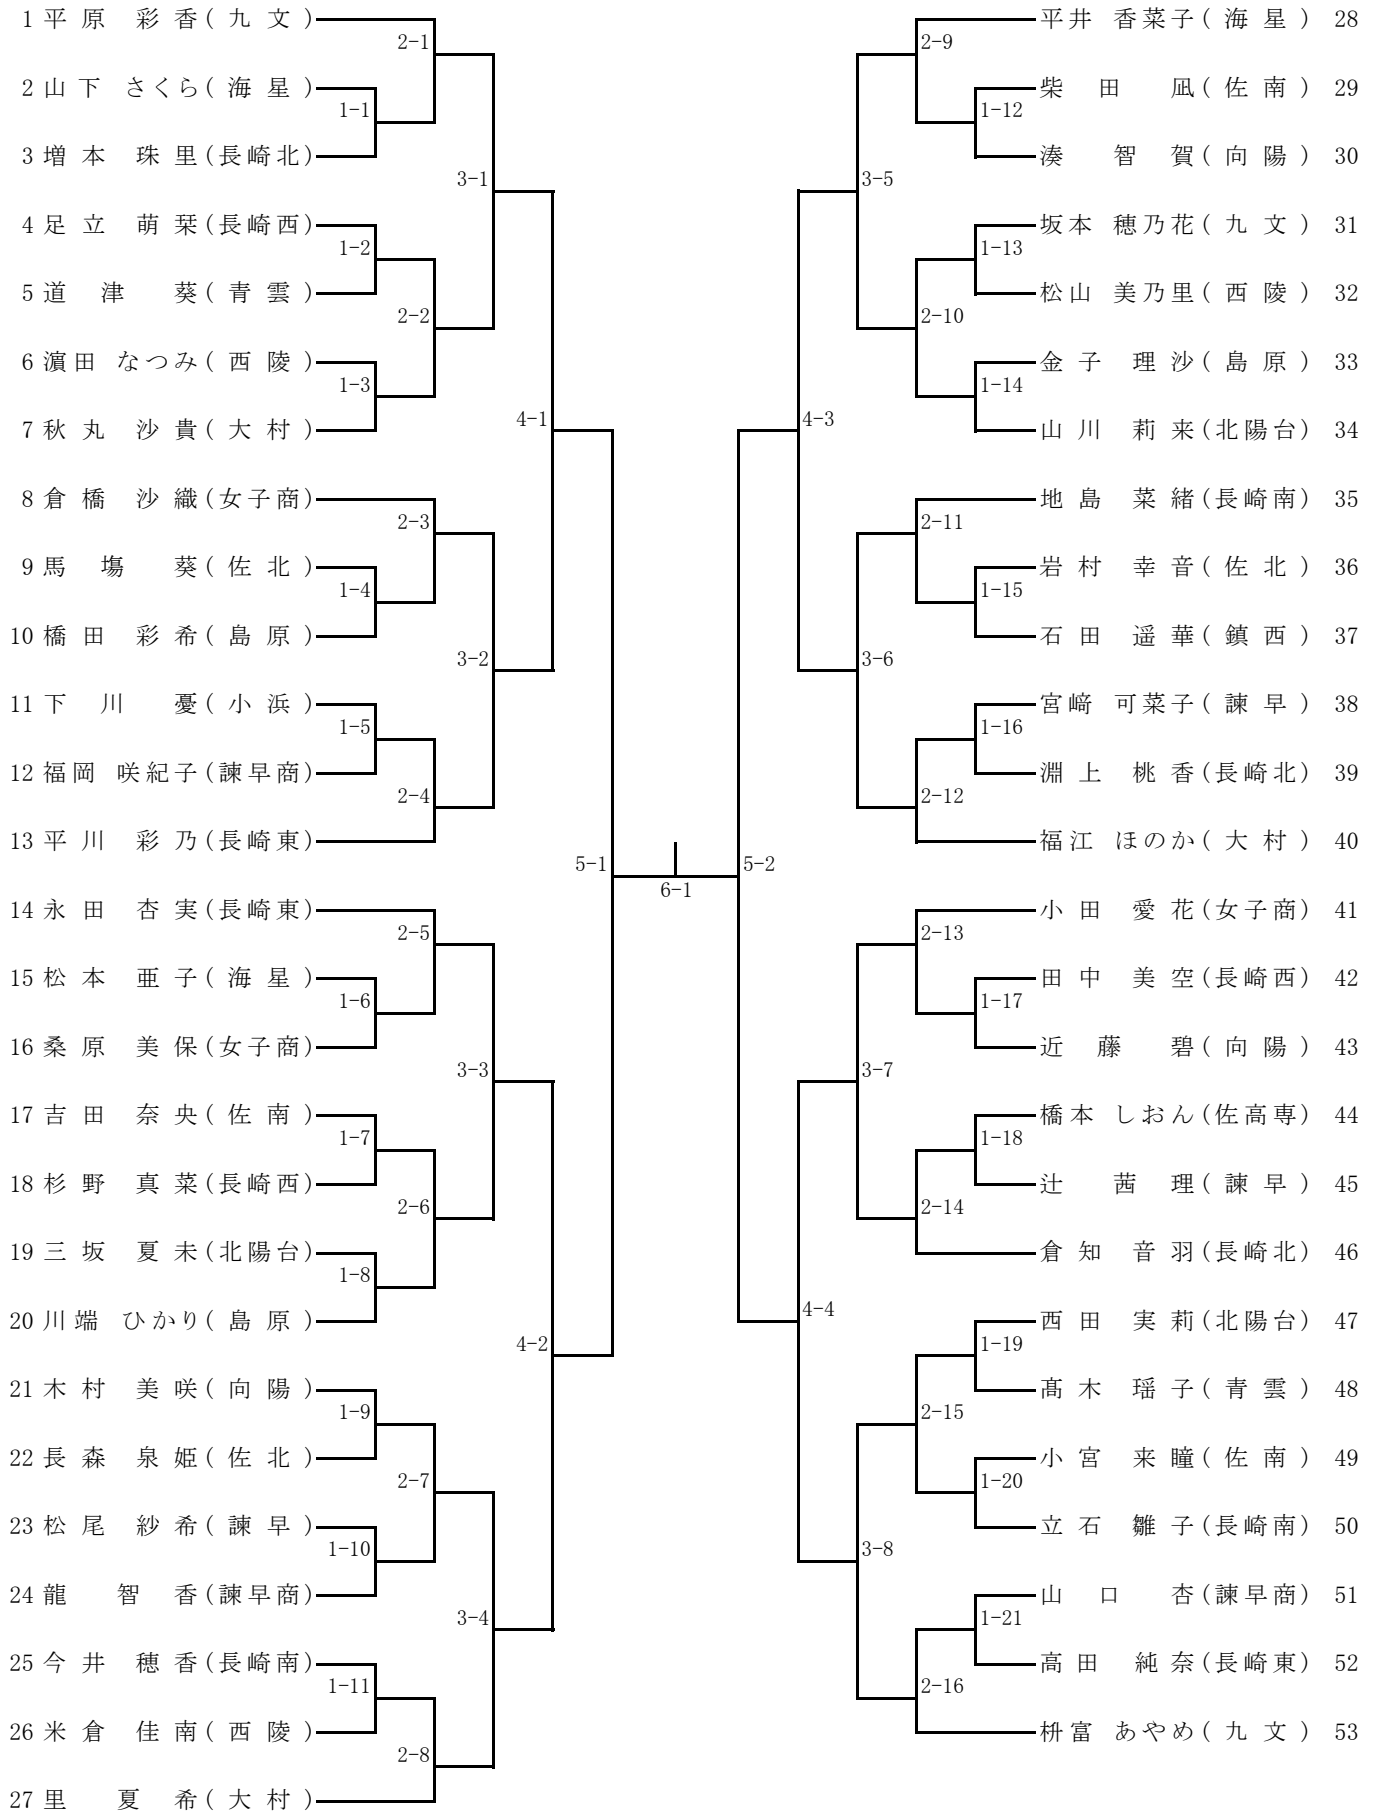 1 平原 彩香(九文)
2-1
2 山下 さくら(海星)
1-1
3 増本 珠里(長崎北)
3-1
4 足立 萌栞(長崎西)
1-2
5 道津 葵(青雲)
2-2
6 濵田 なつみ(西陵)
1-3
7 秋丸 沙貴(大村)
4-1
8 倉橋 沙織(女子商)
2-3
9 馬塲 葵(佐北)
1-4
10 橋田 彩希(島原)
3-2
11 下川 憂(小浜)
1-5
12 福岡 咲紀子(諫早商)
2-4
13 平川 彩乃(長崎東)
5-1
14 永田 杏実(長崎東)
2-5
15 松本 亜子(海星)
1-6
16 桑原 美保(女子商)
3-3
17 吉田 奈央(佐南)
1-7
18 杉野 真菜(長崎西)
2-6
19 三坂 夏未(北陽台)
1-8
20 川端 ひかり(島原)
4-2
21 木村 美咲(向陽)
1-9
22 長森 泉姫(佐北)
2-7
23 松尾 紗希(諫早)
1-10
24 龍 智香(諫早商)
3-4
25 今井 穂香(長崎南)
1-11
26 米倉 佳南(西陵)
2-8
27 里 夏希(大村)
6-1
平井 香菜子(海星) 28
2-9
柴田 凪(佐南) 29
1-12
湊 智賀(向陽) 30
3-5
坂本 穂乃花(九文) 31
1-13
松山 美乃里(西陵) 32
2-10
金子 理沙(島原) 33
1-14
山川 莉来(北陽台) 34
4-3
地島 菜緒(長崎南) 35
2-11
岩村 幸音(佐北) 36
1-15
石田 遥華(鎮西) 37
3-6
宮﨑 可菜子(諫早) 38
1-16
淵上 桃香(長崎北) 39
2-12
福江 ほのか(大村) 40
5-2
小田 愛花(女子商) 41
2-13
田中 美空(長崎西) 42
1-17
近藤 碧(向陽) 43
3-7
橋本 しおん(佐高専) 44
1-18
辻 茜理(諫早) 45
2-14
倉知 音羽(長崎北) 46
4-4
西田 実莉(北陽台) 47
1-19
髙木 瑶子(青雲) 48
2-15
小宮 来瞳(佐南) 49
1-20
立石 雛子(長崎南) 50
3-8
山口 杏(諫早商) 51
1-21
高田 純奈(長崎東) 52
2-16
枡富 あやめ(九文) 53